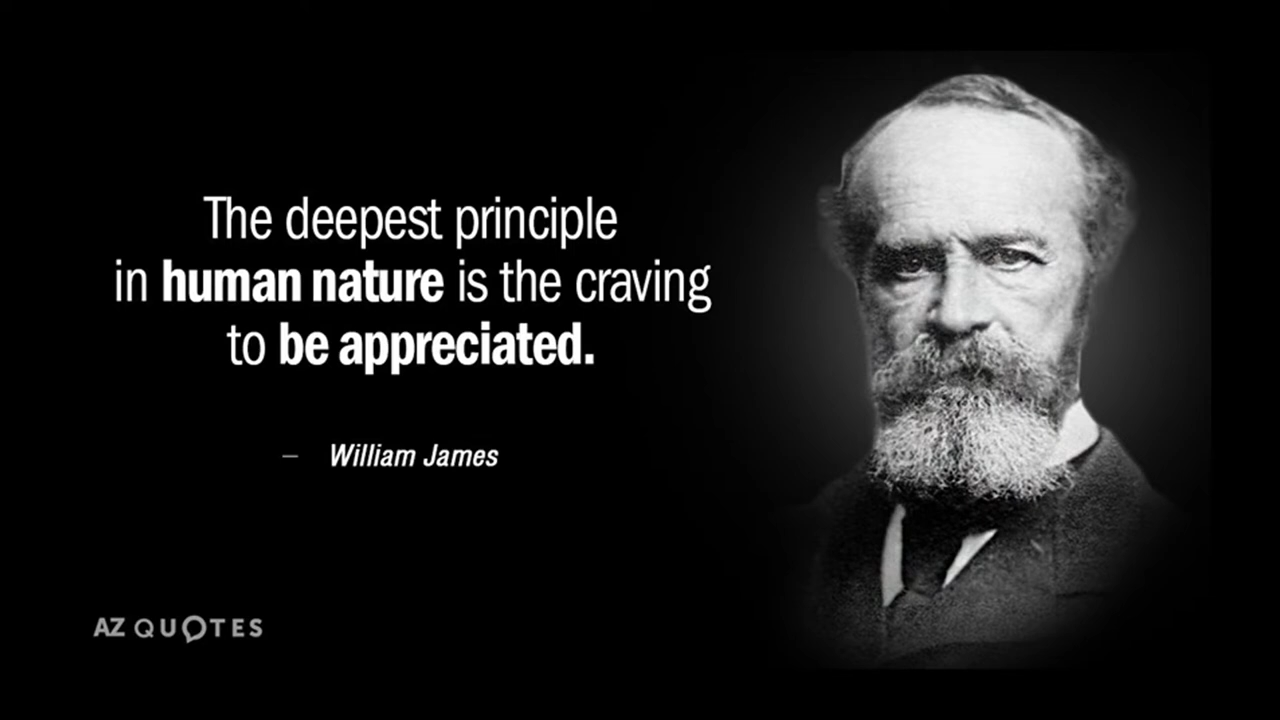 The deepest principle
in human nature is the craving
to be appreciated.
– William James
AZ QUOTES